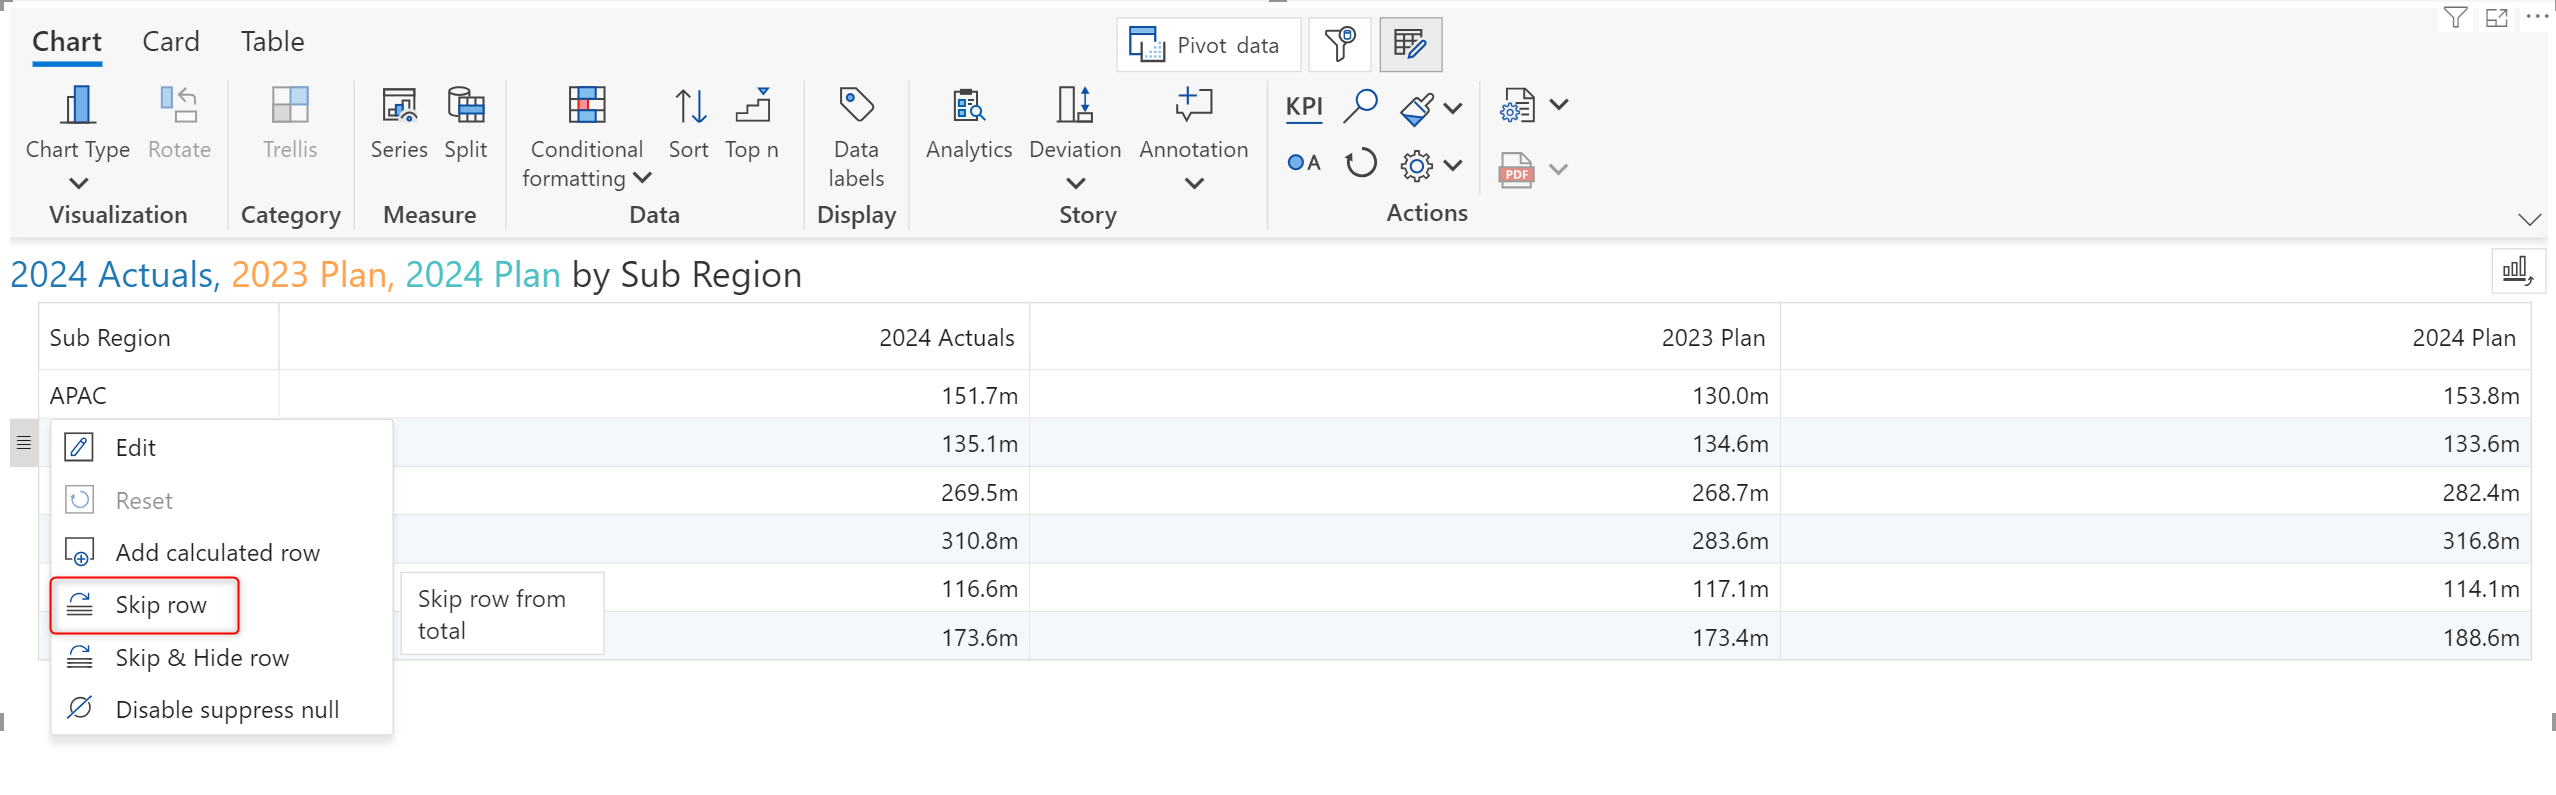 Chart Card Table
Pivot data
Chart Type
Rotate
Trellis
Series
Split
Conditional
formatting
Sort
Top n
Data
labels
Analytics
Deviation
Annotation
KPI
A
PDF
Visualization
Category
Measure
Data
Display
Story
Actions
2024 Actuals, 2023 Plan, 2024 Plan by Sub Region
Sub Region 2024 Actuals 2023 Plan 2024 Plan
APAC 151.7m 130.0m 153.8m
135.1m 134.6m 133.6m
269.5m 268.7m 282.4m
310.8m 283.6m 316.8m
116.6m 117.1m 114.1m
173.6m 173.4m 188.6m
Edit
Reset
Add calculated row
Skip row
Skip & Hide row
Disable suppress null
Skip row from
total